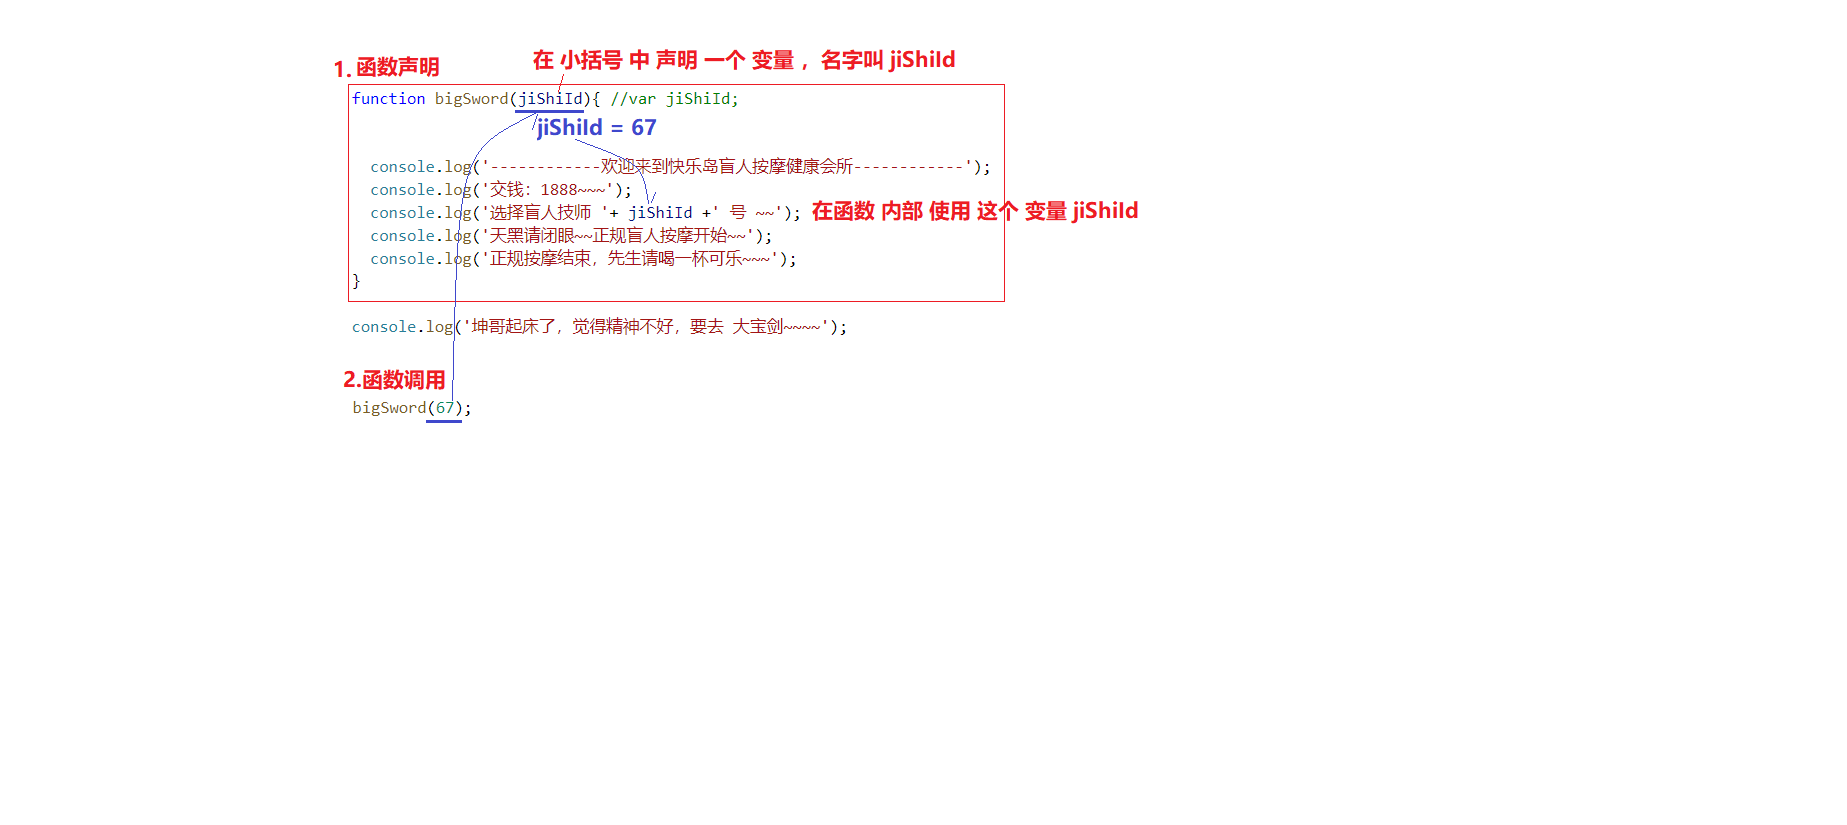 在 小括号 中 声明 一个 变量 ，名字叫 jiShiId
1. 函数声明
function bigSword(jiShiId){ //var jiShiId;
jiShiId = 67
console.log('------------欢迎来到快乐岛盲人按摩健康会所------------');
console.log('交钱：1888~~~');
console.log('选择盲人技师 '+ jiShiId +' 号 ~~'); 在函数 内部 使用 这个 变量 jiShiId
console.log('天黑请闭眼~~正规盲人按摩开始~~');
console.log('正规按摩结束，先生请喝一杯可乐~~~');
}
console.log('坤哥起床了，觉得精神不好，要去 大宝剑~~~~');
2.函数调用
bigSword(67);